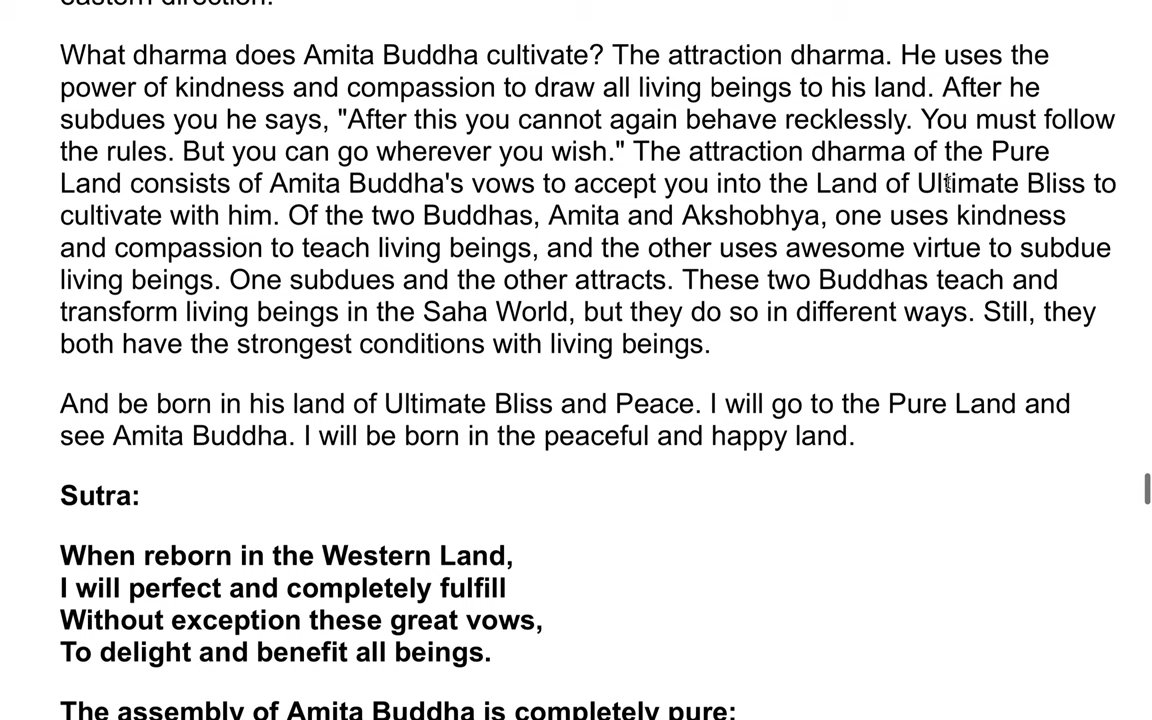 eastern direction.
What dharma does Amita Buddha cultivate? The attraction dharma. He uses the
power of kindness and compassion to draw all living beings to his land. After he
subdues you he says, "After this you cannot again behave recklessly. You must follow
the rules. But you can go wherever you wish." The attraction dharma of the Pure
Land consists of Amita Buddha's vows to accept you into the Land of Ultimate Bliss to
cultivate with him. Of the two Buddhas, Amita and Akshobhya, one uses kindness
and compassion to teach living beings, and the other uses awesome virtue to subdue
living beings. One subdues and the other attracts. These two Buddhas teach and
transform living beings in the Saha World, but they do so in different ways. Still, they
both have the strongest conditions with living beings.
And be born in his land of Ultimate Bliss and Peace. I will go to the Pure Land and
see Amita Buddha. I will be born in the peaceful and happy land.
Sutra:
When reborn in the Western Land,
I will perfect and completely fulfill
Without exception these great vows,
To delight and benefit all beings.
The assembly of Amita Buddha is completely pure;